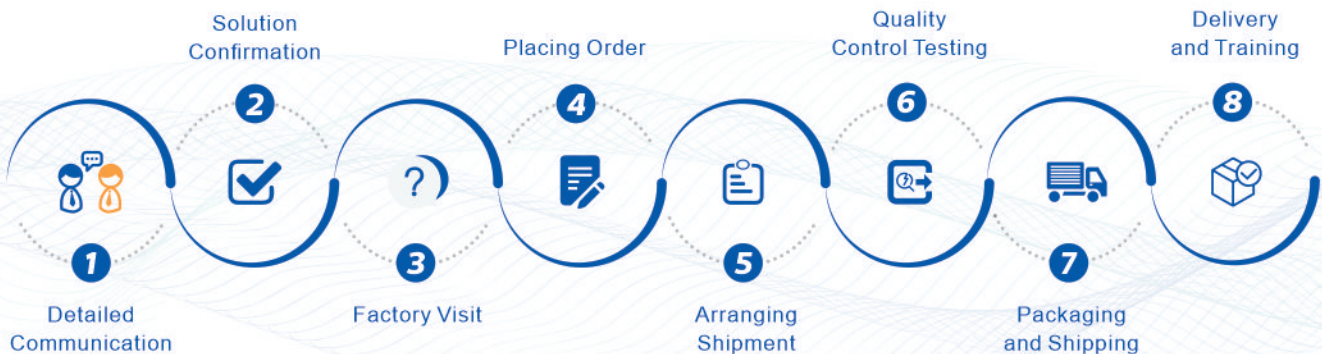 1
Detailed
Communication
Solution
Confirmation
2
?
3
Factory Visit
Placing Order
4
5
Arranging
Shipment
Quality
Control Testing
6
7
Packaging
and Shipping
Delivery
and Training
8